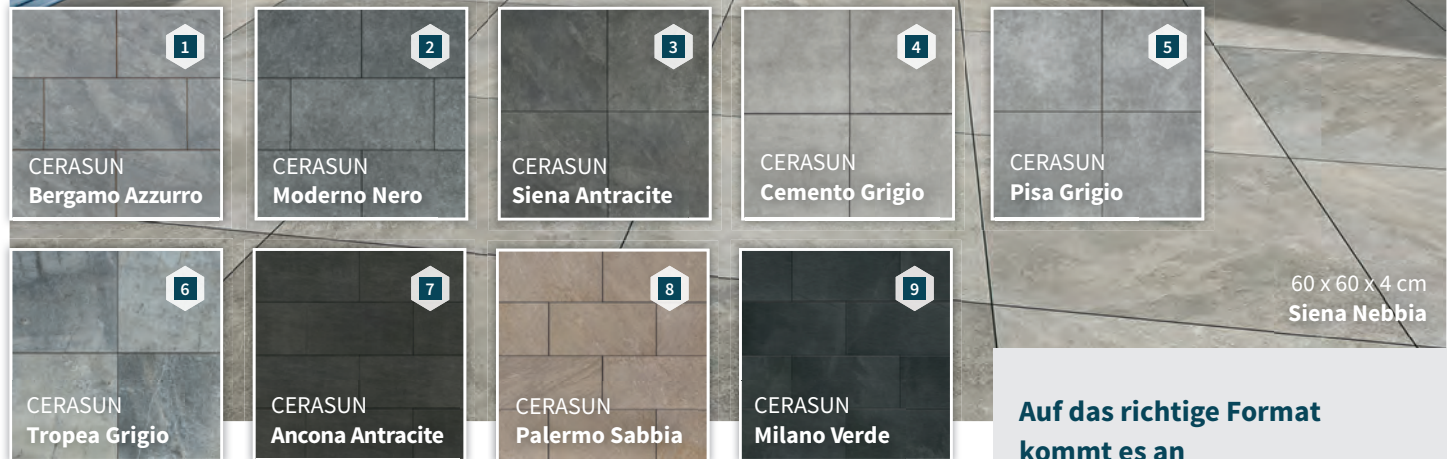 1
CERASUN
Bergamo Azzurro
2
CERASUN
Moderno Nero
3
CERASUN
Siena Antracite
4
CERASUN
Cemento Grigio
5
CERASUN
Pisa Grigio
6
CERASUN
Tropea Grigio
7
CERASUN
Ancona Antracite
8
CERASUN
Palermo Sabbia
9
CERASUN
Milano Verde
60 x 60 x 4 cm
Siena Nebbia
Auf das richtige Format
kommt es an